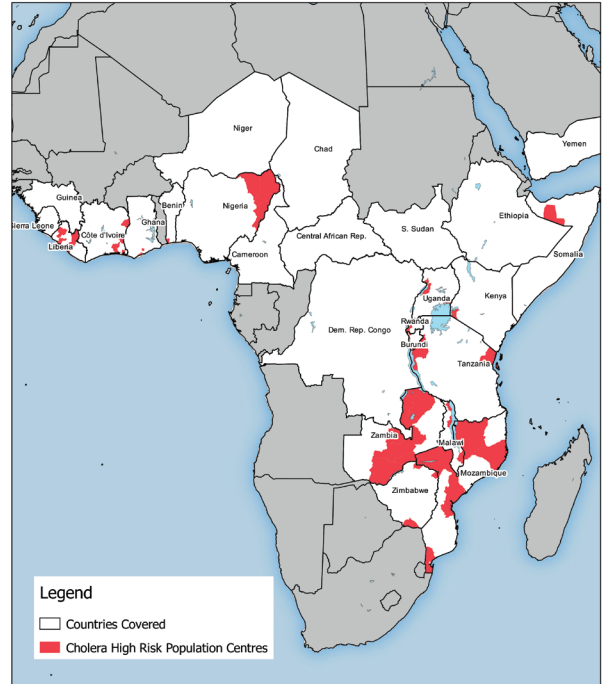 Niger
Chad
Yemen
Guinea
Benin
Nigeria
Ethiopia
Ghana
Sierra Leone
Côte d'Ivoire
Central African Rep.
S. Sudan
Liberia
Cameroon
Somalia
Uganda
Kenya
Rwanda
Dem. Rep. Congo
Burundi
Tanzania
Zambia
Malawi
Mozambique
Zimbabwe
Legend
Countries Covered
Cholera High Risk Population Centres